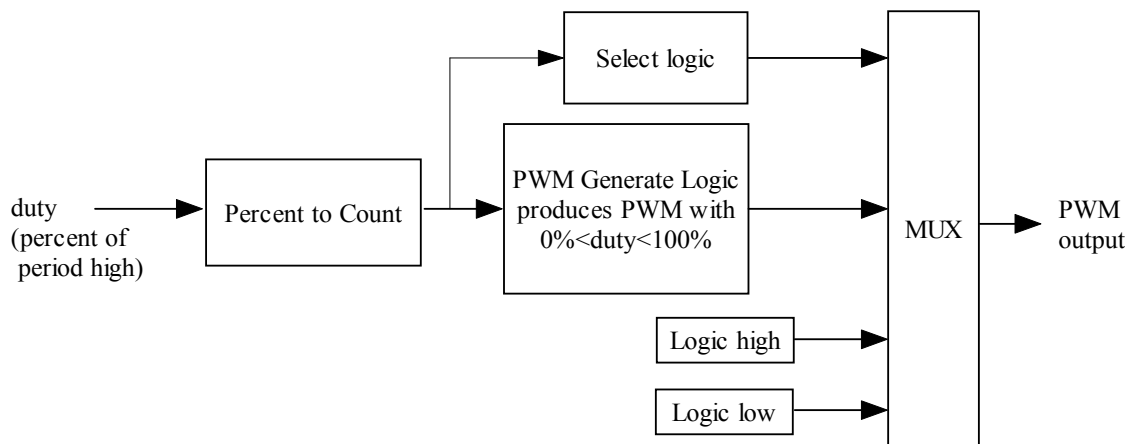 Select logic
PWM Generate Logic
produces PWM with
0%<duty<100%
Percent to Count
duty
(percent of
period high)
MUX
PWM
output
Logic high
Logic low